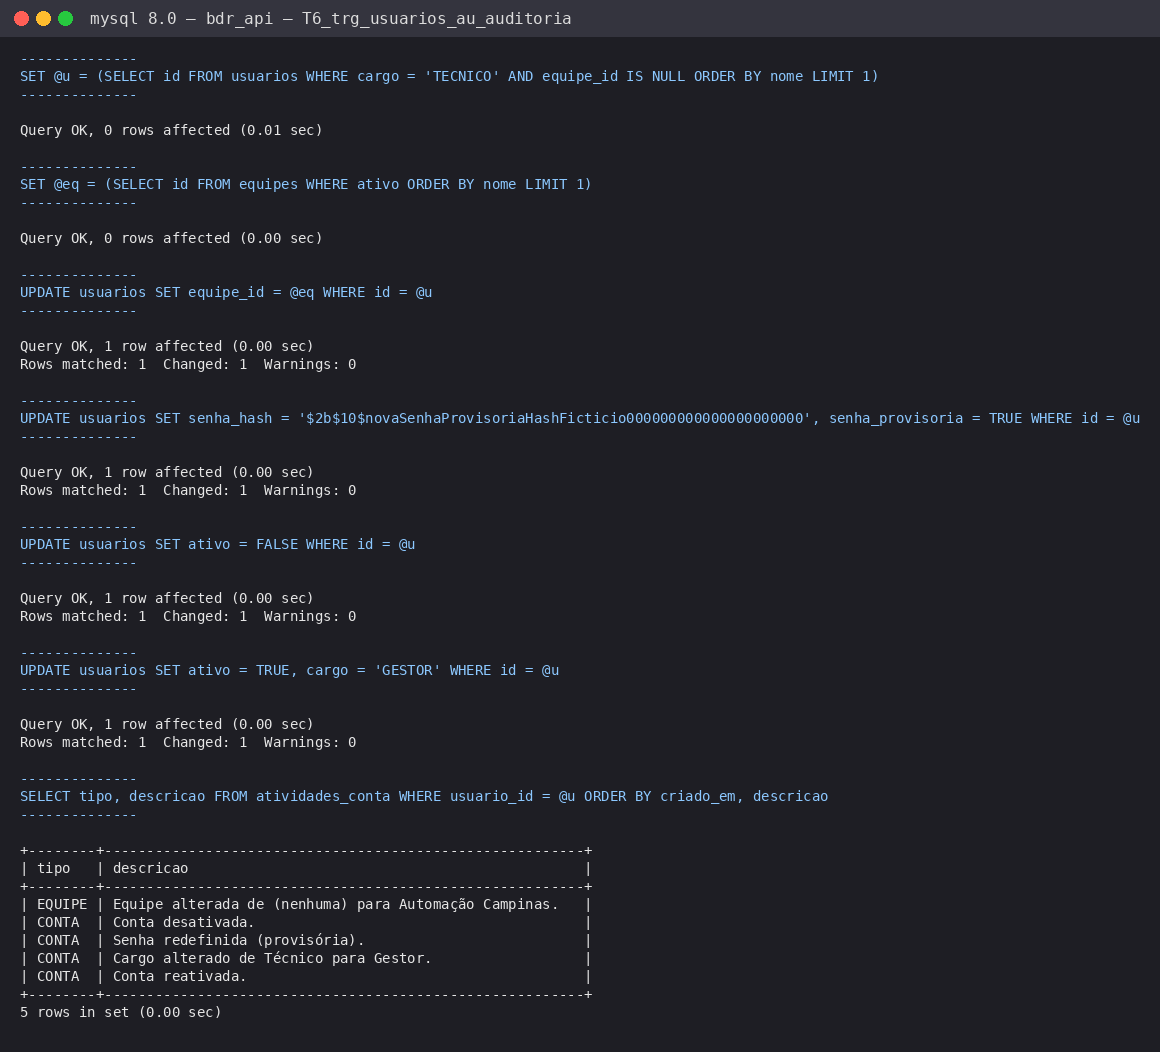 mysql 8.0 — bdr_api — T6_trg_usuarios_au_auditoria
--------------
SET @u = (SELECT id FROM usuarios WHERE cargo = 'TECNICO' AND equipe_id IS NULL ORDER BY nome LIMIT 1)
--------------
Query OK, 0 rows affected (0.01 sec)
--------------
SET @eq = (SELECT id FROM equipes WHERE ativo ORDER BY nome LIMIT 1)
--------------
Query OK, 0 rows affected (0.00 sec)
--------------
UPDATE usuarios SET equipe_id = @eq WHERE id = @u
--------------
Query OK, 1 row affected (0.00 sec)
Rows matched: 1  Changed: 1  Warnings: 0
--------------
UPDATE usuarios SET senha_hash = '$2b$10$novaSenhaProvisoriaHashFicticio000000000000000000000', senha_provisoria = TRUE WHERE id = @u
--------------
Query OK, 1 row affected (0.00 sec)
Rows matched: 1  Changed: 1  Warnings: 0
--------------
UPDATE usuarios SET ativo = FALSE WHERE id = @u
--------------
Query OK, 1 row affected (0.00 sec)
Rows matched: 1  Changed: 1  Warnings: 0
--------------
UPDATE usuarios SET ativo = TRUE, cargo = 'GESTOR' WHERE id = @u
--------------
Query OK, 1 row affected (0.00 sec)
Rows matched: 1  Changed: 1  Warnings: 0
--------------
SELECT tipo, descricao FROM atividades_conta WHERE usuario_id = @u ORDER BY criado_em, descricao
--------------
+--------+---------------------------------------------------------+
| tipo   | descricao                                               |
+--------+---------------------------------------------------------+
| EQUIPE | Equipe alterada de (nenhuma) para Automação Campinas.   |
| CONTA  | Conta desativada.                                       |
| CONTA  | Senha redefinida (provisória).                          |
| CONTA  | Cargo alterado de Técnico para Gestor.                  |
| CONTA  | Conta reativada.                                        |
+--------+---------------------------------------------------------+
5 rows in set (0.00 sec)